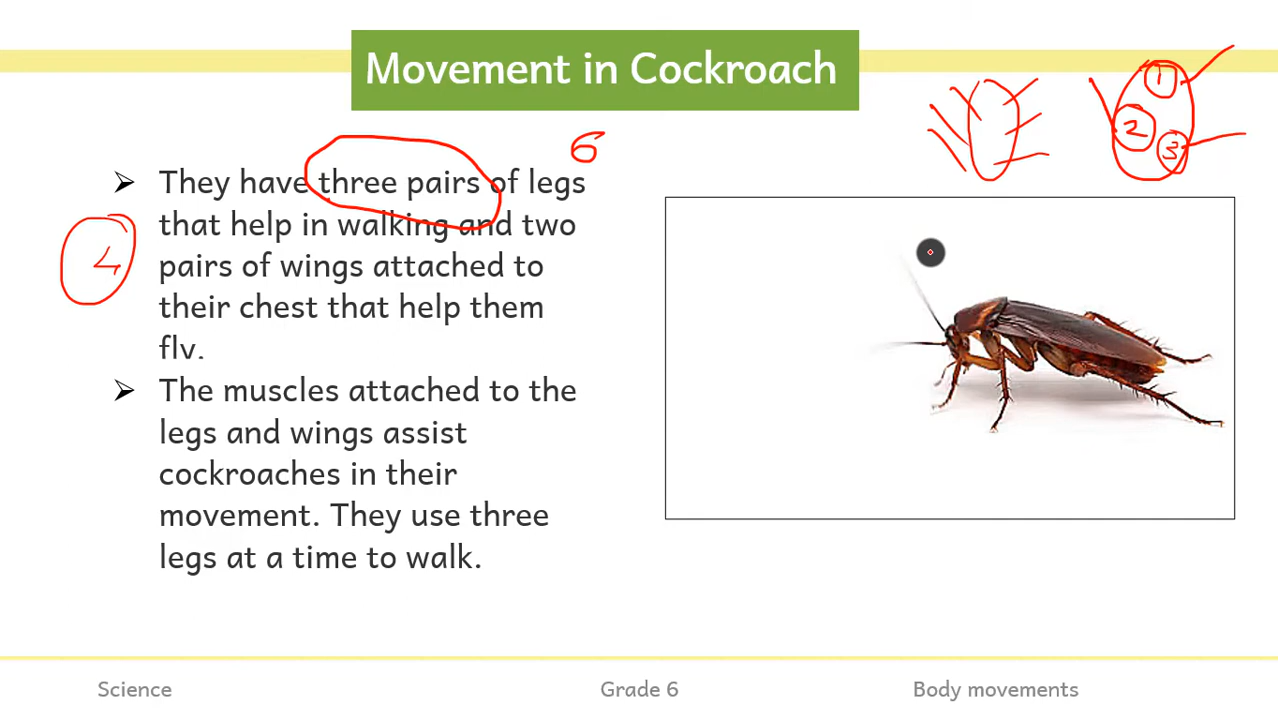 Movement in Cockroach
1
2
3
6
➢ They have three pairs of legs
that help in walking and two
4
pairs of wings attached to
their chest that help them
fly.
➢ The muscles attached to the
legs and wings assist
cockroaches in their
movement. They use three
legs at a time to walk.
Science
Grade 6
Body movements